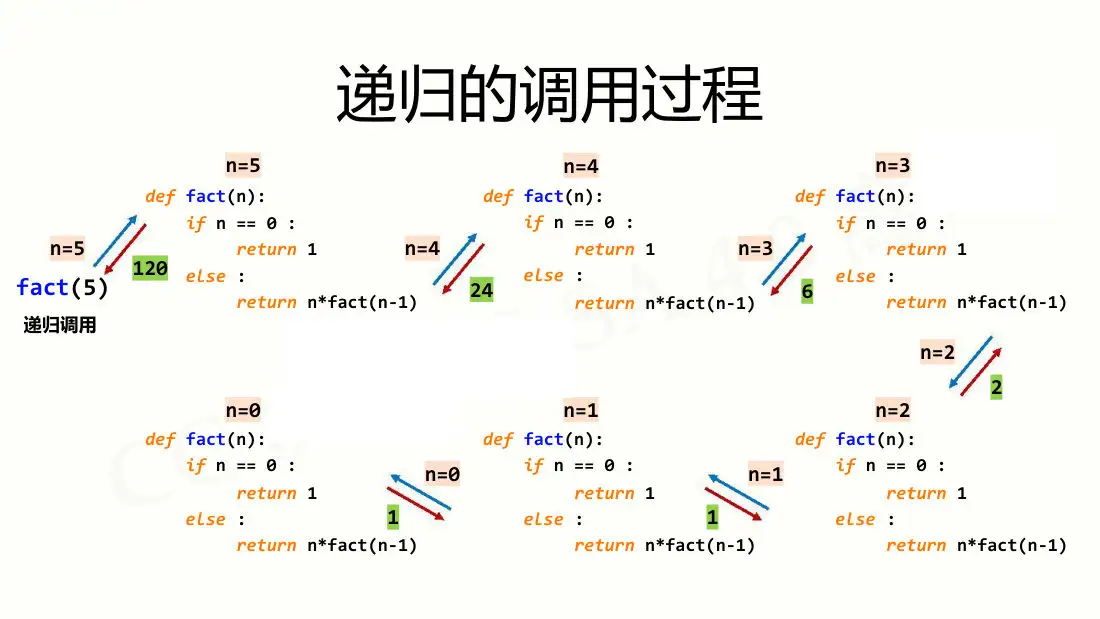 递归的调用过程
n=5
def fact(n):
if n == 0 :
return 1
else :
return n*fact(n-1)
n=5
120
fact(5)
递归调用
n=4
def fact(n):
if n == 0 :
return 1
else :
return n*fact(n-1)
n=4
24
n=3
def fact(n):
if n == 0 :
return 1
else :
return n*fact(n-1)
n=3
6
n=2
2
n=0
def fact(n):
if n == 0 :
return 1
else :
return n*fact(n-1)
n=0
1
n=1
def fact(n):
if n == 0 :
return 1
else :
return n*fact(n-1)
n=1
1
n=2
def fact(n):
if n == 0 :
return 1
else :
return n*fact(n-1)